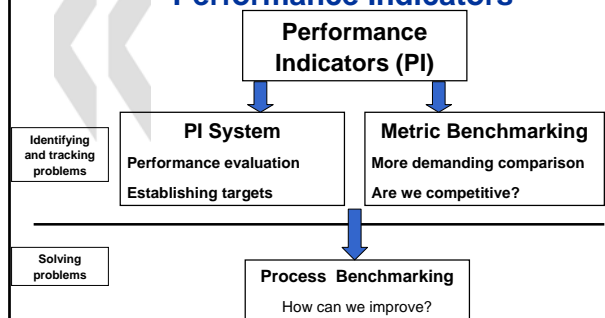 Performance Indicators
Performance
Indicators (PI)
Identifying
and tracking
problems
PI System
Performance evaluation
Establishing targets
Metric Benchmarking
More demanding comparison
Are we competitive?
Solving
problems
Process Benchmarking
How can we improve?